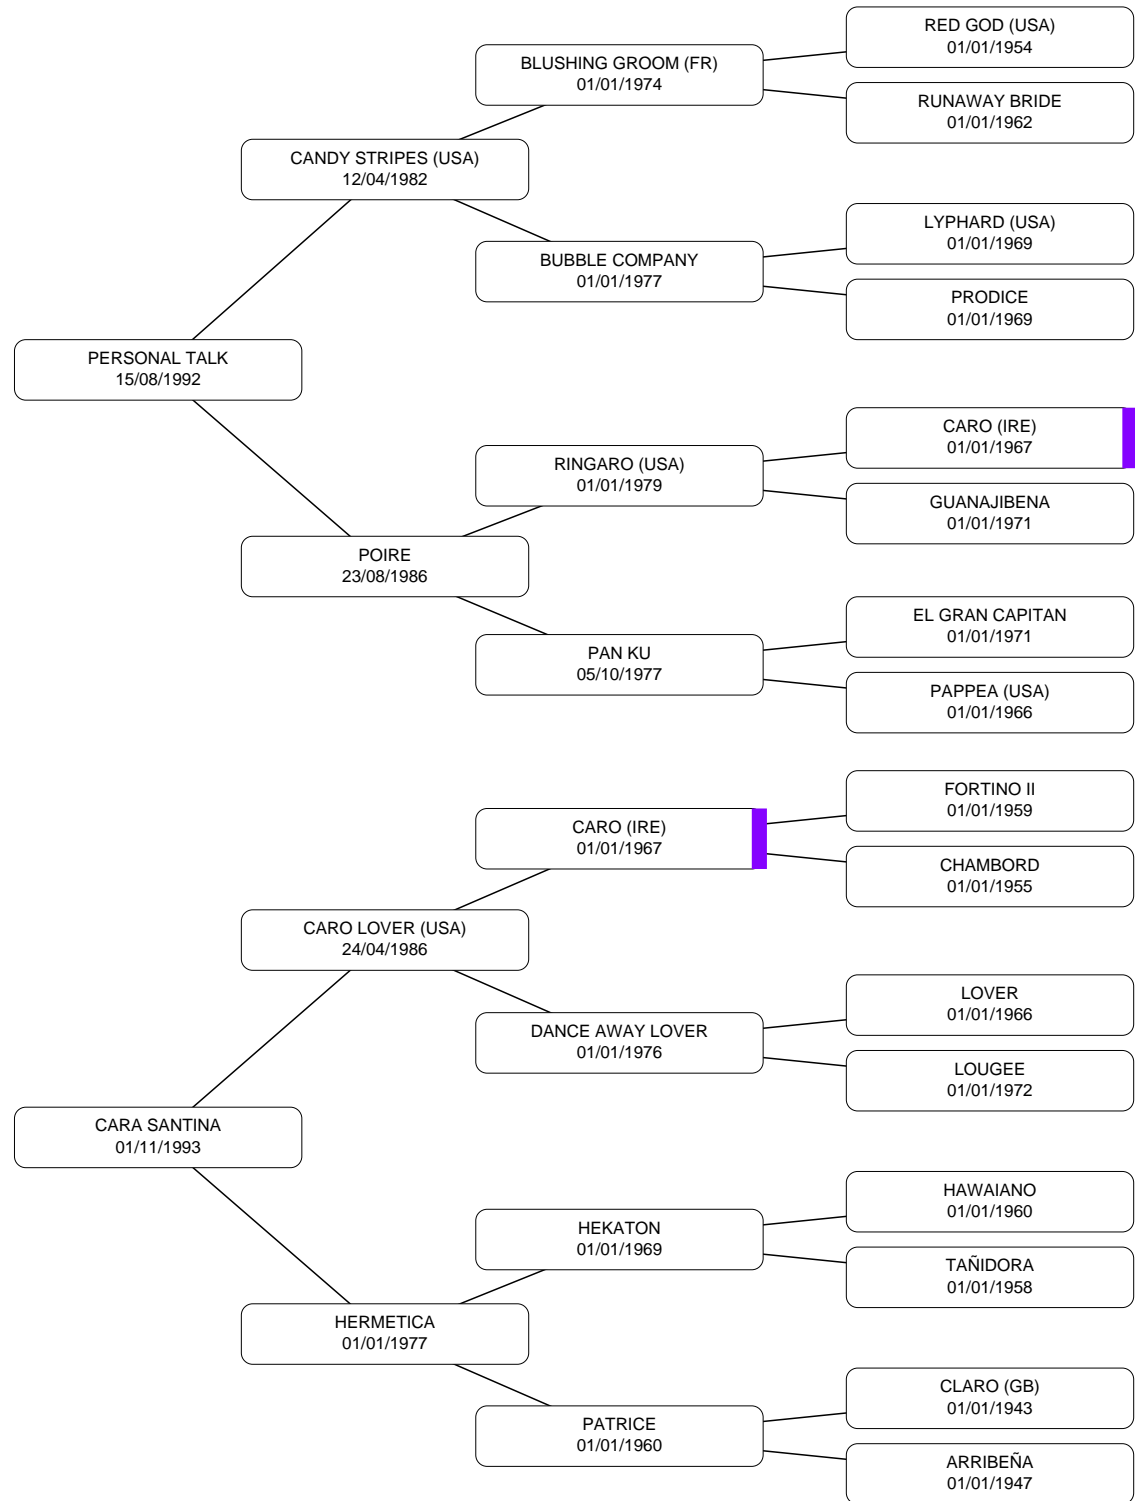 RED GOD (USA)
01/01/1954
BLUSHING GROOM (FR)
01/01/1974
RUNAWAY BRIDE
01/01/1962
CANDY STRIPES (USA)
12/04/1982
LYPHARD (USA)
01/01/1969
BUBBLE COMPANY
01/01/1977
PRODICE
01/01/1969
PERSONAL TALK
15/08/1992
CARO (IRE)
01/01/1967
RINGARO (USA)
01/01/1979
GUANAJIBENA
01/01/1971
POIRE
23/08/1986
EL GRAN CAPITAN
01/01/1971
PAN KU
05/10/1977
PAPPEA (USA)
01/01/1966
FORTINO II
01/01/1959
CARO (IRE)
01/01/1967
CHAMBORD
01/01/1955
CARO LOVER (USA)
24/04/1986
LOVER
01/01/1966
DANCE AWAY LOVER
01/01/1976
LOUGEE
01/01/1972
CARA SANTINA
01/11/1993
HAWAIANO
01/01/1960
HEKATON
01/01/1969
TAÑIDORA
01/01/1958
HERMETICA
01/01/1977
CLARO (GB)
01/01/1943
PATRICE
01/01/1960
ARRIBEÑA
01/01/1947